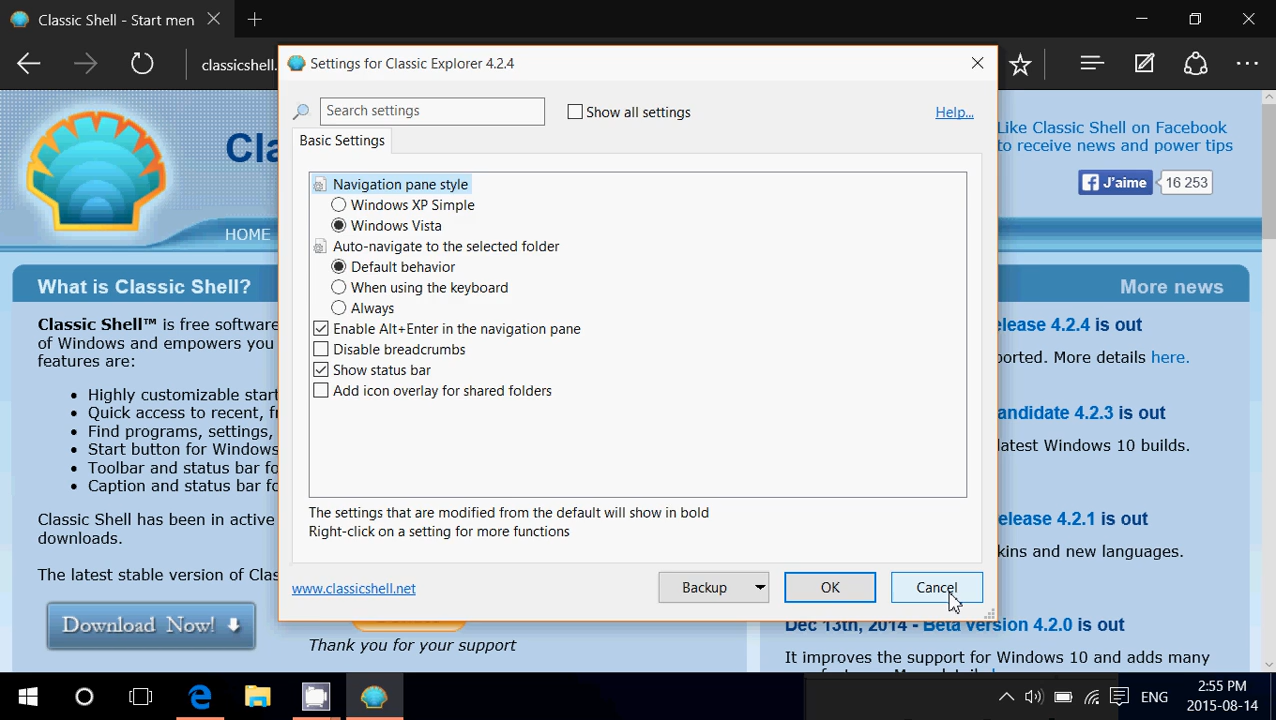 Classic Shell - Start men
classicshell.
Settings for Classic Explorer 4.2.4
Search settings
Show all settings
Help...
Basic Settings
Navigation pane style
Windows XP Simple
Windows Vista
Auto-navigate to the selected folder
Default behavior
When using the keyboard
Always
Enable Alt+Enter in the navigation pane
Disable breadcrumbs
Show status bar
Add icon overlay for shared folders
The settings that are modified from the default will show in bold
Right-click on a setting for more functions
www.classicshell.net
Backup
OK
Cancel
Cla
Like Classic Shell on Facebook
to receive news and power tips
J'aime
16 253
HOME
What is Classic Shell?
Classic Shell™ is free software
of Windows and empowers you
features are:
Highly customizable start
Quick access to recent, f
Find programs, settings,
Start button for Windows
Toolbar and status bar fo
Caption and status bar fo
Classic Shell has been in active
downloads.
The latest stable version of Clas
Download Now!
Thank you for your support
More news
elease 4.2.4 is out
ported. More details here.
andidate 4.2.3 is out
latest Windows 10 builds.
elease 4.2.1 is out
kins and new languages.
Dec 13th, 2014 - Beta version 4.2.0 is out
It improves the support for Windows 10 and adds many
ENG
2:55 PM
2015-08-14